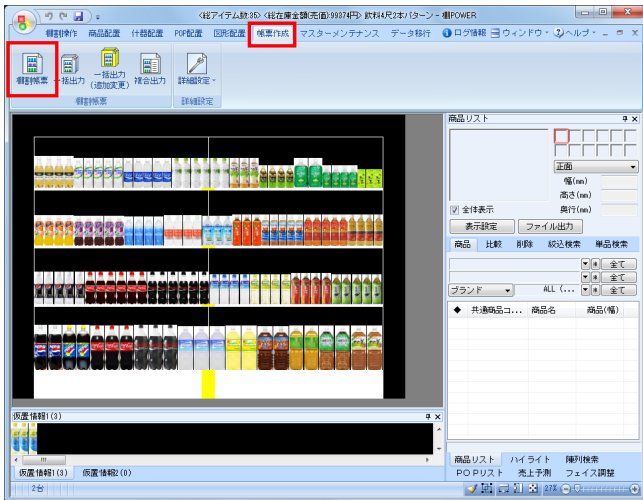 <総アイテム数:35> <総在庫金額(売価):99374円> 飲料4尺2本パターン - 棚POWER
棚割操作 商品配置 什器配置 POP配置 図形配置 帳票作成 マスターメンテナンス データ移行 ログ情報 ウィンドウ ヘルプ
棚割帳票 一括出力 一括出力(追加変更) 複合出力 詳細設定
棚割帳票 詳細設定
商品リスト
正面
幅(mm)
高さ(mm)
全体表示 奥行(mm)
表示設定 ファイル出力
商品 比較 削除 絞込検索 単品検索
* 全て
* 全て
ブランド ALL (... * 全て
◆ 共通商品コ... 商品名 商品(幅)
仮置情報1(3)
仮置情報1(3) 仮置情報2(0)
商品リスト ハイライト 陳列検索
POPリスト 売上予測 フェイス調整
2台 27%